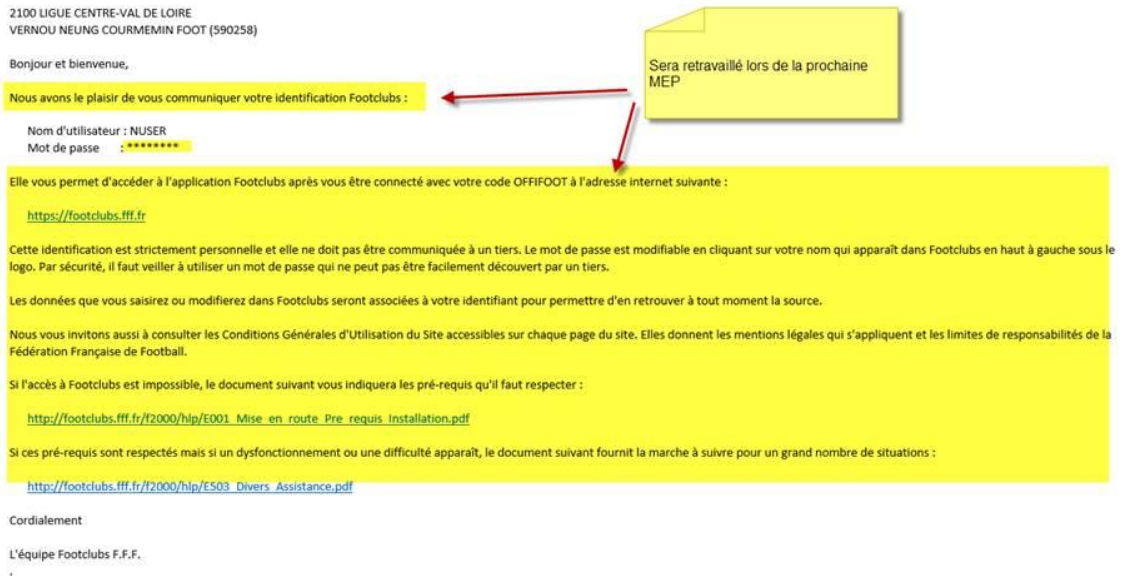 2100 LIGUE CENTRE-VAL DE LOIRE
VERNOU NEUNG COURMEMIN FOOT (590258)
Bonjour et bienvenue,
Sera retravaillé lors de la prochaine
MEP
Nous avons le plaisir de vous communiquer votre identification Footclubs :
Nom d'utilisateur : NUSER
Mot de passe : ********
Elle vous permet d'accéder à l'application Footclubs après vous être connecté avec votre code OFFIFOOT à l'adresse internet suivante :
https://footclubs.fff.fr
Cette identification est strictement personnelle et elle ne doit pas être communiquée à un tiers. Le mot de passe est modifiable en cliquant sur votre nom qui apparaît dans Footclubs en haut à gauche sous le
logo. Par sécurité, il faut veiller à utiliser un mot de passe qui ne peut pas être facilement découvert par un tiers.
Les données que vous saisirez ou modifierez dans Footclubs seront associées à votre identifiant pour permettre d'en retrouver à tout moment la source.
Nous vous invitons aussi à consulter les Conditions Générales d'Utilisation du Site accessibles sur chaque page du site. Elles donnent les mentions légales qui s'appliquent et les limites de responsabilités de la
Fédération Française de Football.
Si l'accès à Footclubs est impossible, le document suivant vous indiquera les pré-requis qu'il faut respecter :
http://footclubs.fff.fr/f2000/hlp/E001_Mise_en_route_Pre_requis_Installation.pdf
Si ces pré-requis sont respectés mais si un dysfonctionnement ou une difficulté apparaît, le document suivant fournit la marche à suivre pour un grand nombre de situations :
http://footclubs.fff.fr/f2000/hlp/E503_Divers_Assistance.pdf
Cordialement
L'équipe Footclubs F.F.F.
.